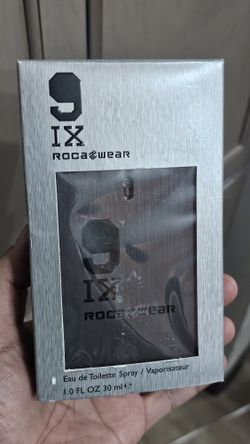 9
IX
ROCAWEAR
9
IX
ROCAWEAR
Eau de Toilette Spray / Vaporisateur
1.0 FL OZ 30 ml e